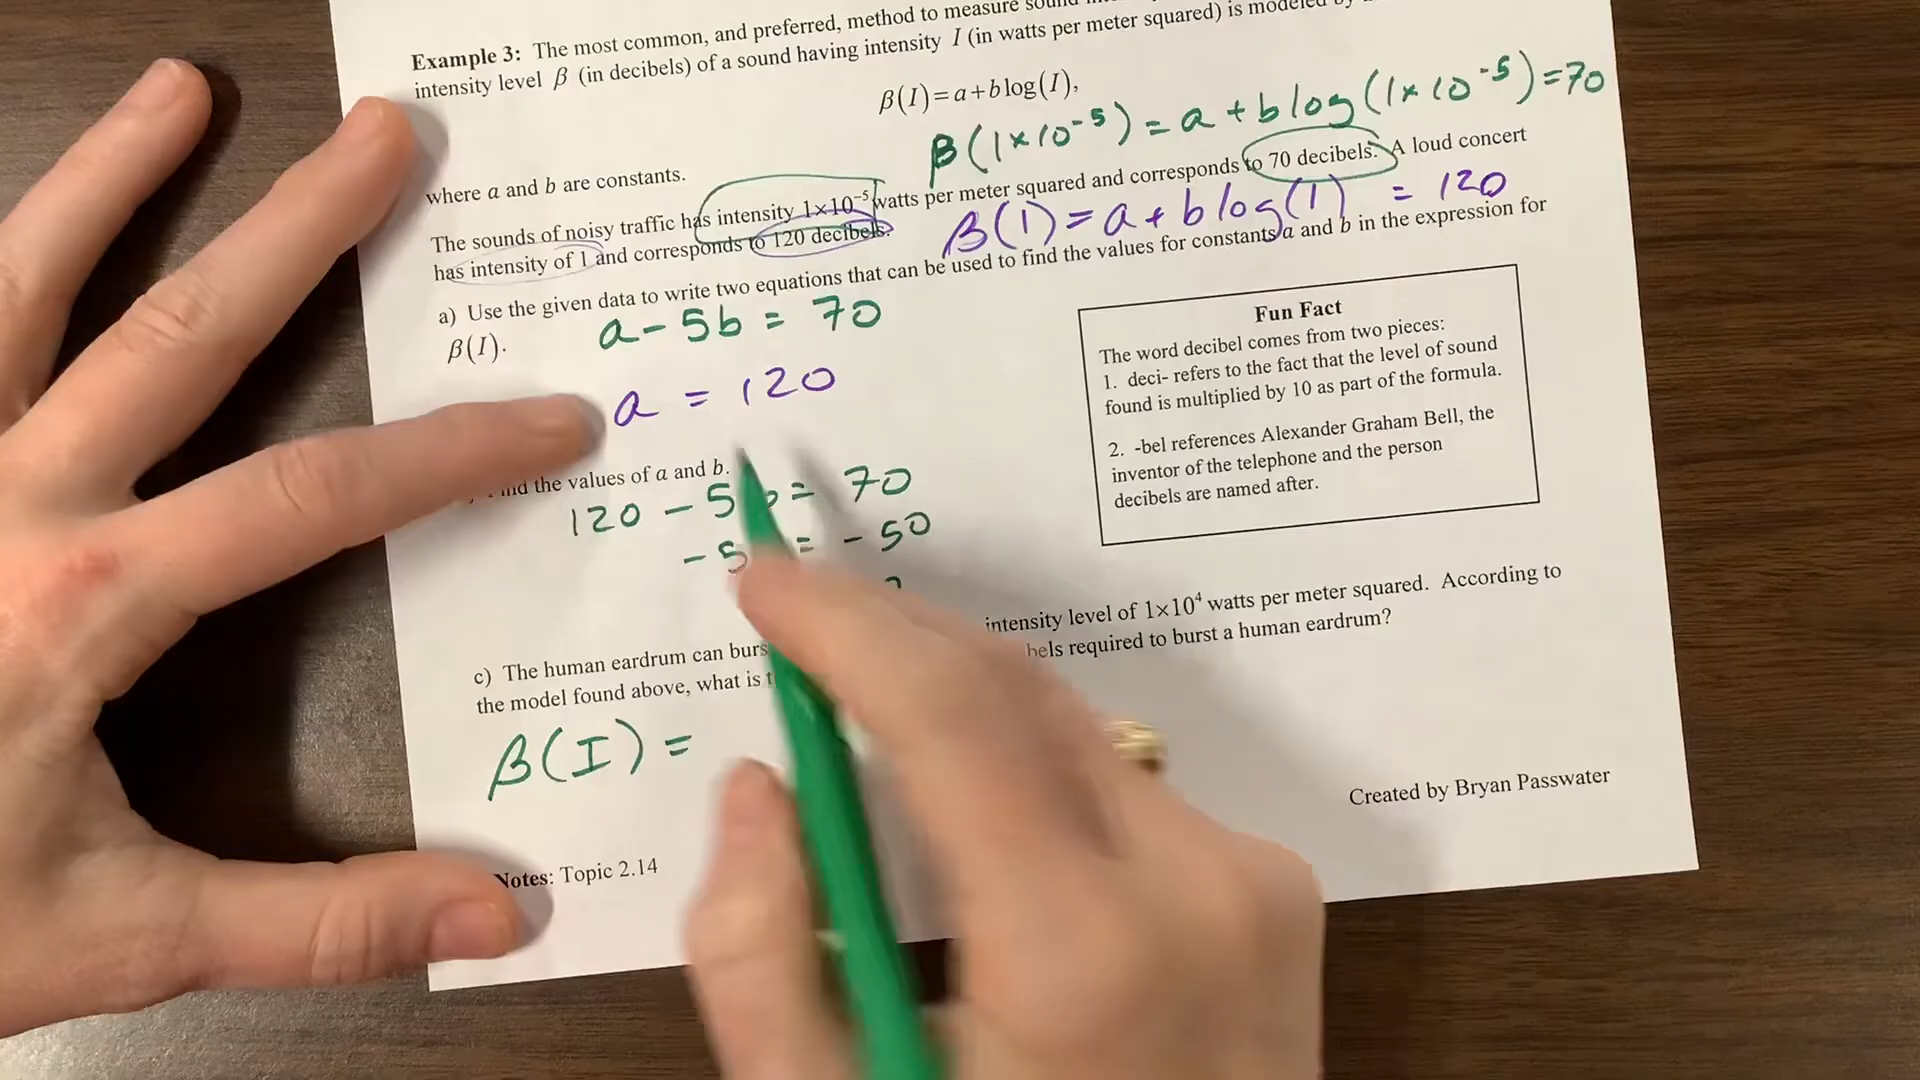 Example 3: The most common, and preferred, method to measure sound
intensity level β (in decibels) of a sound having intensity I (in watts per meter squared) is modeled by
β(I)=a+b log(I),
β(1×10⁻⁵) = a + b log(1×10⁻⁵) = 70
where a and b are constants.
The sounds of noisy traffic has intensity 1×10⁻⁵ watts per meter squared and corresponds to 70 decibels. A loud concert
has intensity of 1 and corresponds to 120 decibels.
β(1) = a + b log(1) = 120
a) Use the given data to write two equations that can be used to find the values for constants a and b in the expression for
β(I).
a - 5b = 70
a = 120
Fun Fact
The word decibel comes from two pieces:
1. deci- refers to the fact that the level of sound
found is multiplied by 10 as part of the formula.
2. -bel references Alexander Graham Bell, the
inventor of the telephone and the person
decibels are named after.
the values of a and b.
120 - 5b = 70
- 5 = - 50
c) The human eardrum can burs intensity level of 1×10⁴ watts per meter squared. According to
the model found above, what is required to burst a human eardrum?
β(I) =
Created by Bryan Passwater
Notes: Topic 2.14